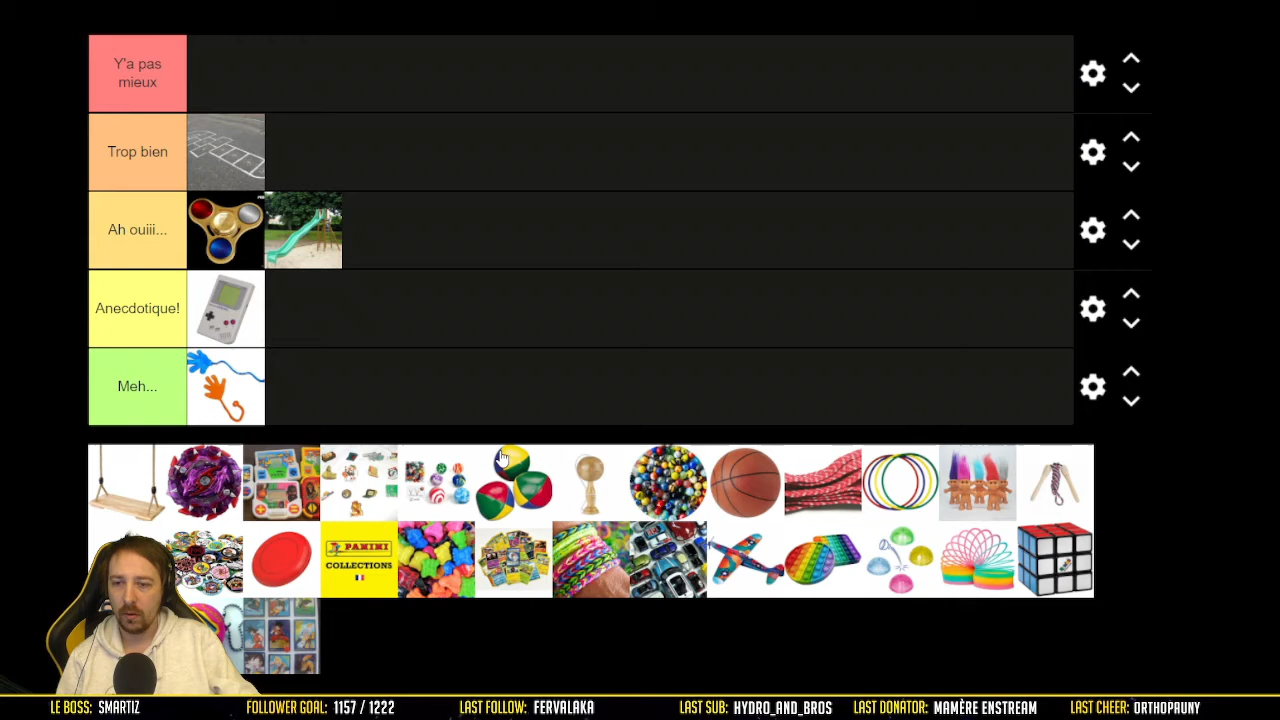 Y'a pas
mieux
Trop bien
Ah ouiii...
Anecdotique!
Meh...
PANINI
COLLECTIONS
LE BOSS: SMARTIZ
FOLLOWER GOAL: 1157 / 1222
LAST FOLLOW: FERVALAKA
LAST SUB: HYDRO_AND_BROS
LAST DONATOR: MAMÈRE ENSTREAM
LAST CHEER: ORTHOPAUNY